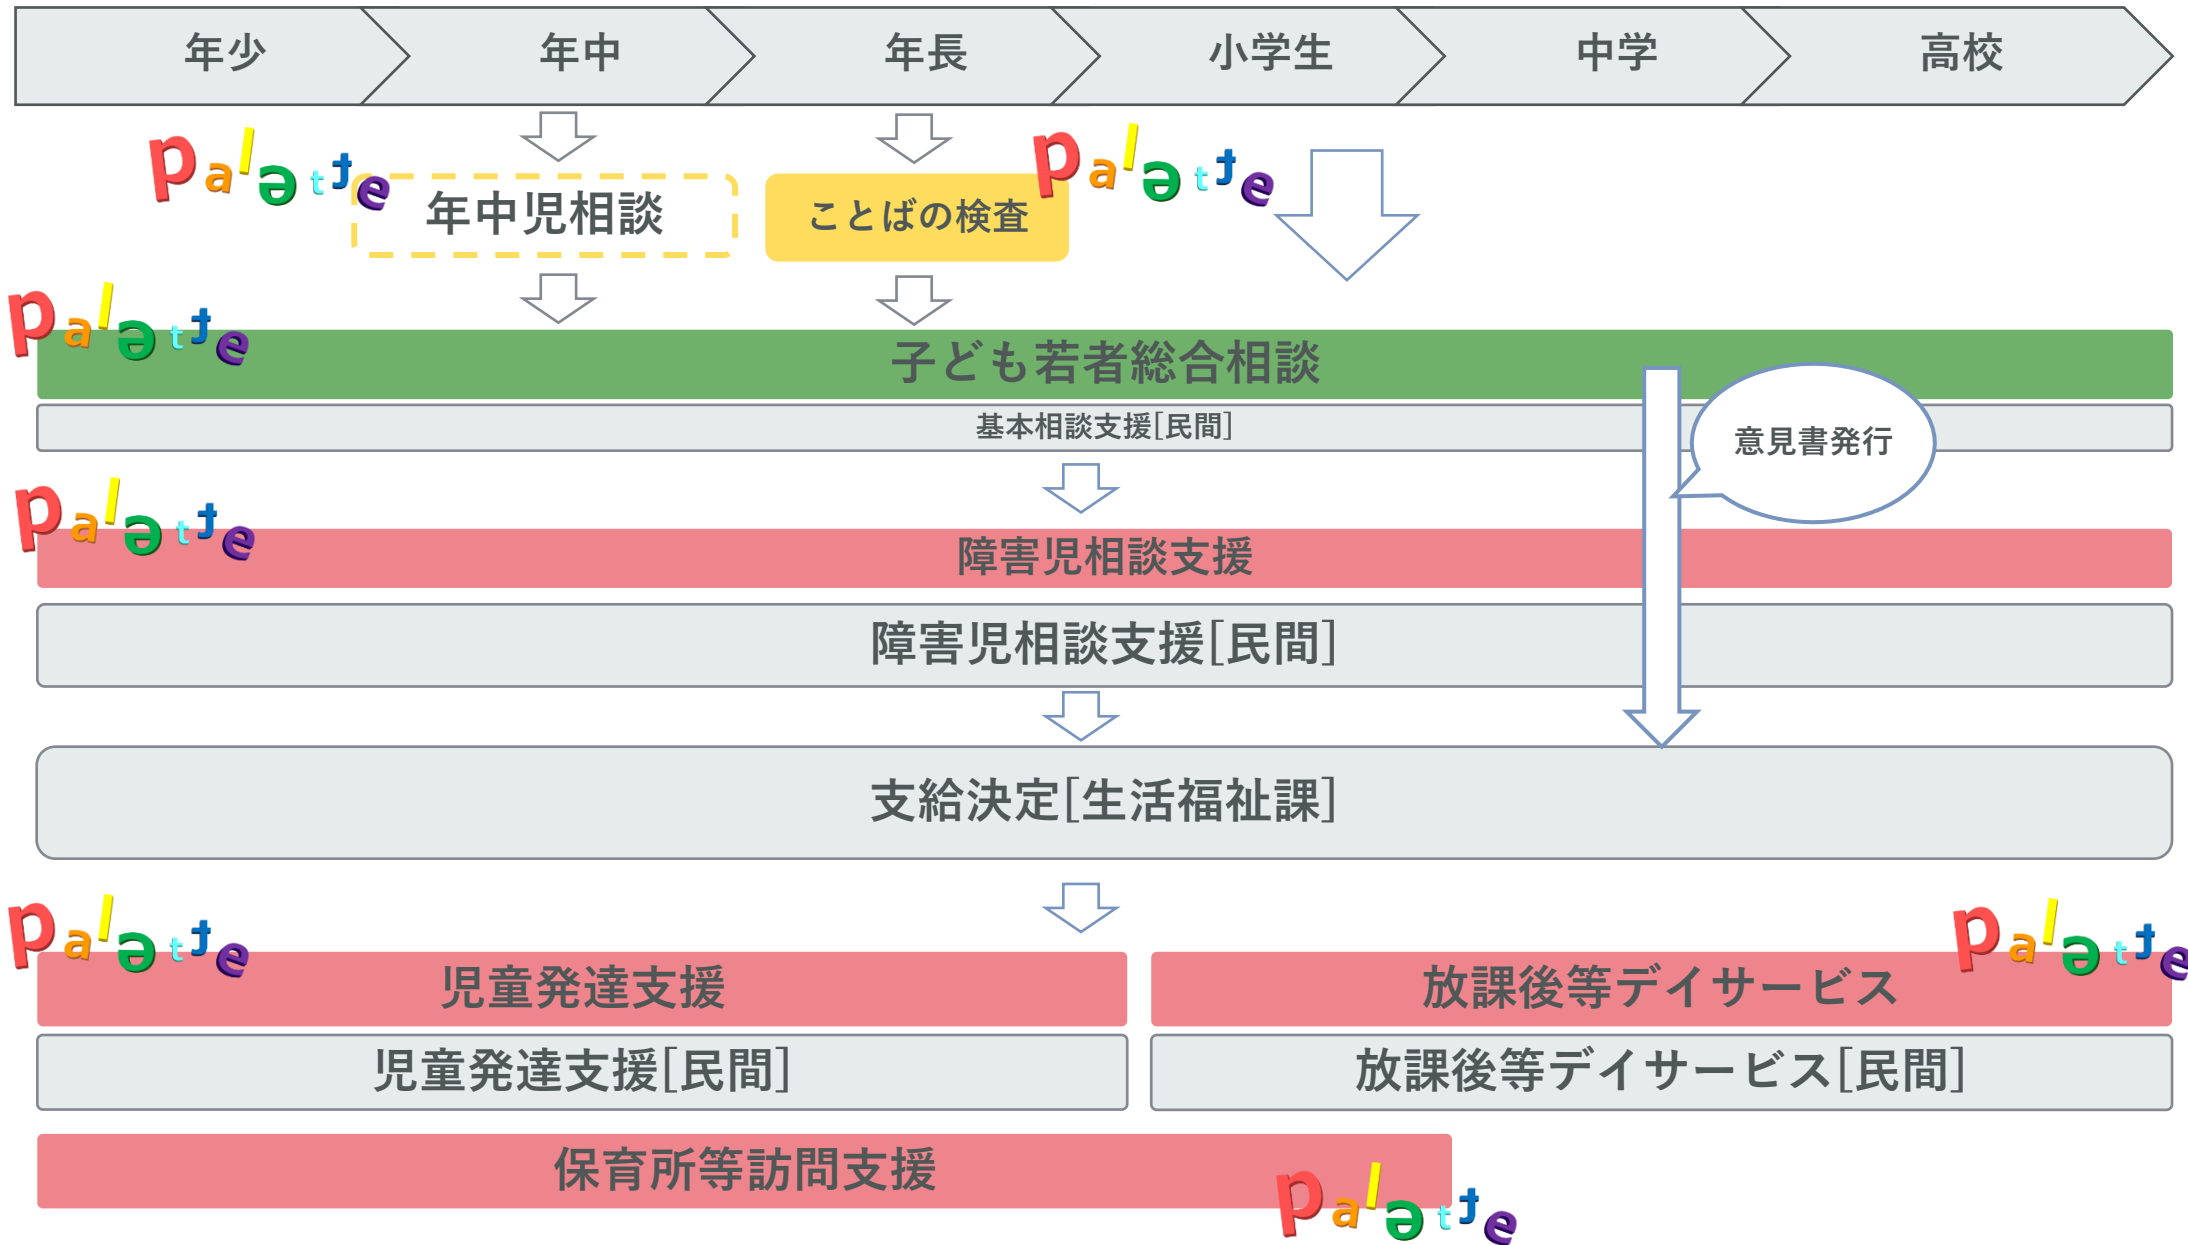 年少
年中
年長
小学生
中学
高校
palette
年中児相談
ことばの検査
palette
palette
子ども若者総合相談
基本相談支援[民間]
意見書発行
palette
障害児相談支援
障害児相談支援[民間]
支給決定[生活福祉課]
palette
児童発達支援
palette
放課後等デイサービス
児童発達支援[民間]
放課後等デイサービス[民間]
保育所等訪問支援
palette